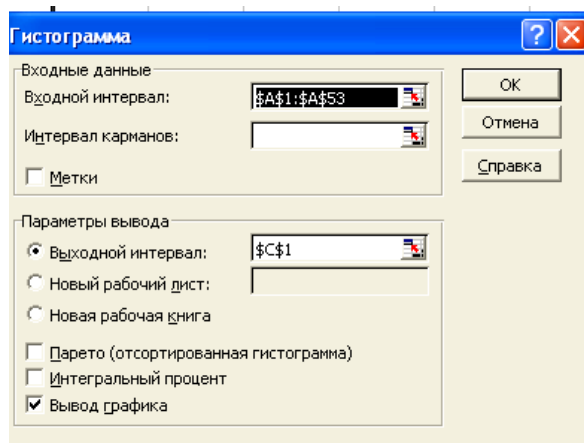 Гистограмма
Входные данные
Входной интервал: $A$1:$A$53
Интервал карманов:
Метки
OK
Отмена
Справка
Параметры вывода
Выходной интервал: $C$1
Новый рабочий лист:
Новая рабочая книга
Парето (отсортированная гистограмма)
Интегральный процент
Вывод графика